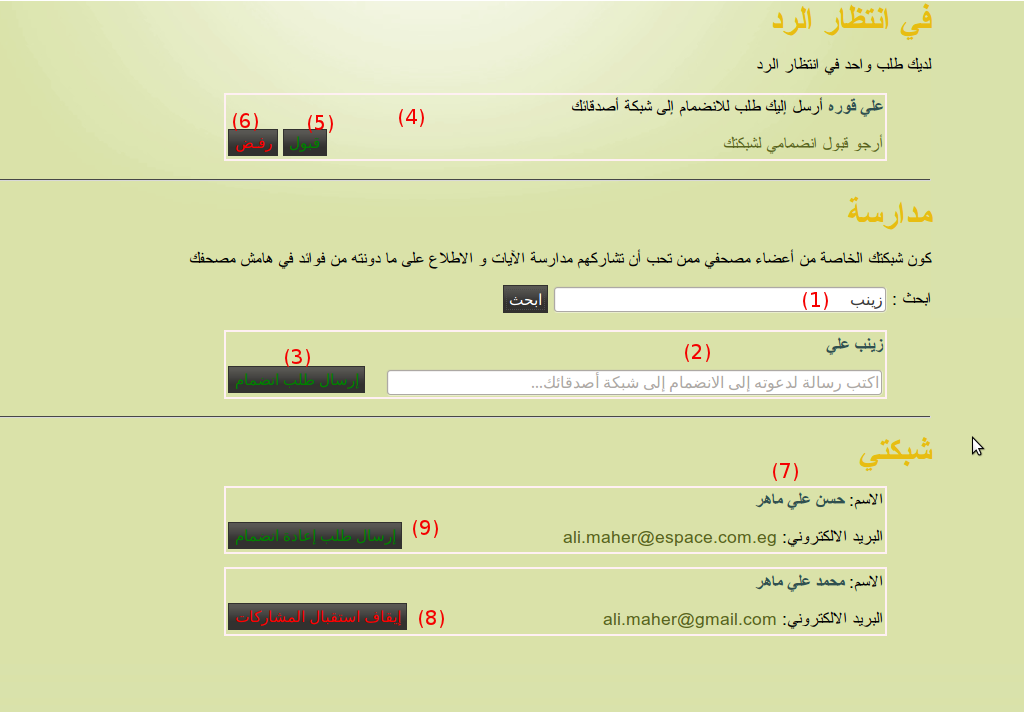 في انتظار الرد
لديك طلب واحد في انتظار الرد
علي قوره أرسل إليك طلب للانضمام إلى شبكة أصدقائك (4) (5) (6)
أرجو قبول انضمامي لشبكتك قبول رفض
مدارسة
كون شبكتك الخاصة من أعضاء مصحفي ممن تحب أن تشاركهم مدارسة الآيات و الاطلاع على ما دونته من فوائد في هامش مصحفك
ابحث : زينب (1) ابحث
زينب علي (2) (3)
اكتب رسالة لدعوته إلى الانضمام إلى شبكة أصدقائك... إرسال طلب انضمام
شبكتي
(7)
الاسم: حسن علي ماهر
البريد الالكتروني: ali.maher@espace.com.eg (9) إرسال طلب إعادة انضمام
الاسم: محمد علي ماهر
البريد الالكتروني: ali.maher@gmail.com (8) إيقاف استقبال المشاركات